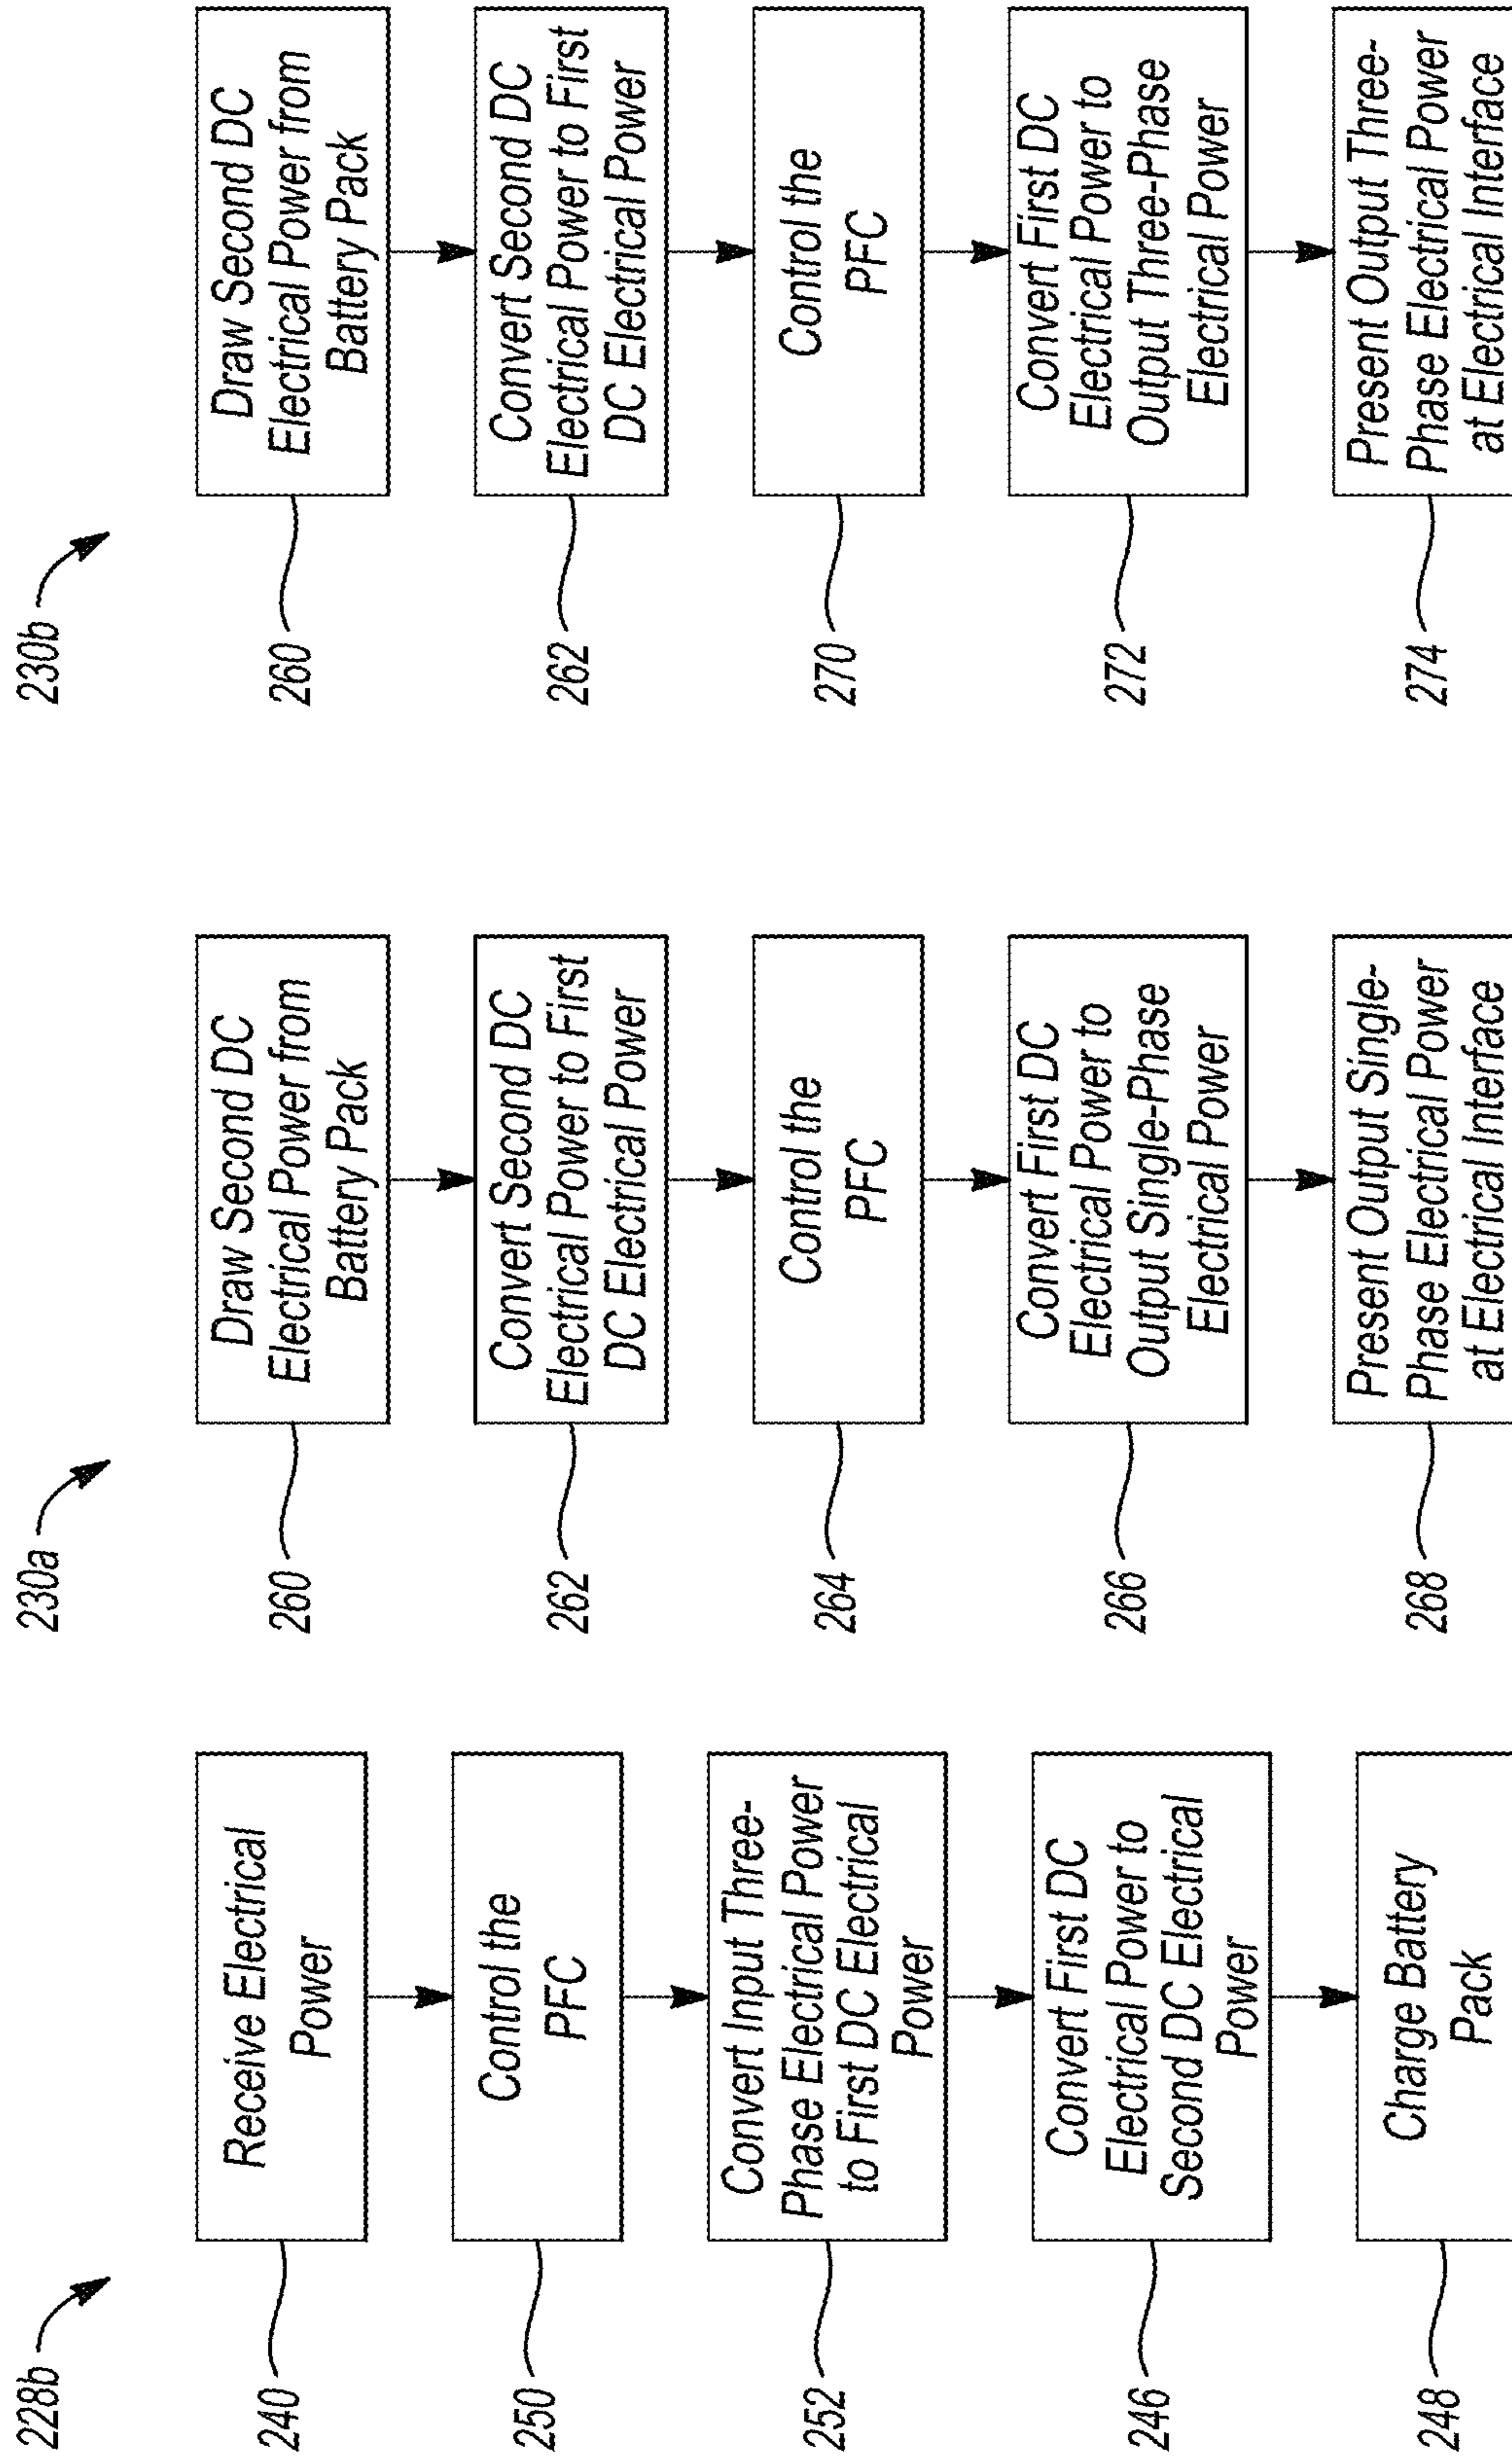 228b
240
Receive Electrical
Power
250
Control the
PFC
252
Convert Input Three-
Phase Electrical Power
to First DC Electrical
Power
246
Convert First DC
Electrical Power to
Second DC Electrical
Power
248
Charge Battery
Pack
230a
260
Draw Second DC
Electrical Power from
Battery Pack
262
Convert Second DC
Electrical Power to First
DC Electrical Power
264
Control the
PFC
266
Convert First DC
Electrical Power to
Output Single-Phase
Electrical Power
268
Present Output Single-
Phase Electrical Power
at Electrical Interface
230b
260
Draw Second DC
Electrical Power from
Battery Pack
262
Convert Second DC
Electrical Power to First
DC Electrical Power
270
Control the
PFC
272
Convert First DC
Electrical Power to
Output Three-Phase
Electrical Power
274
Present Output Three-
Phase Electrical Power
at Electrical Interface